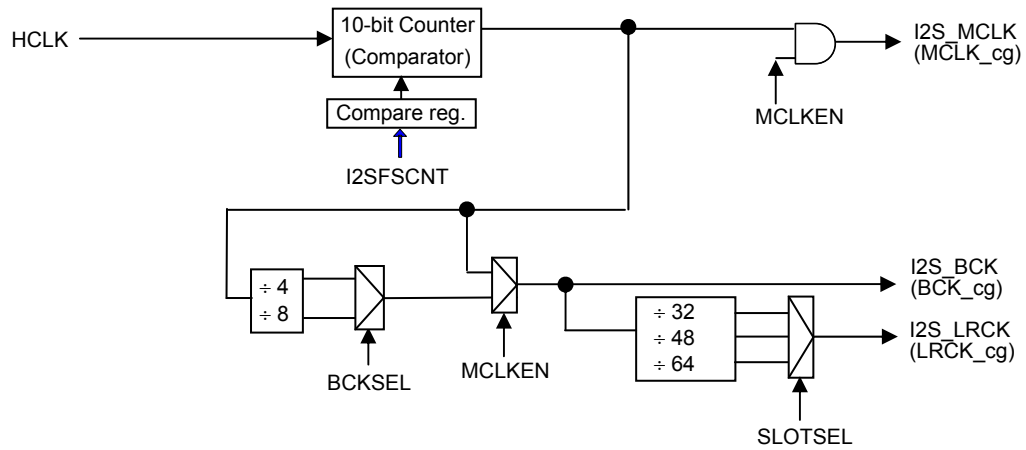 HCLK
10-bit Counter
(Comparator)
I2S_MCLK
(MCLK_cg)
Compare reg.
MCLKEN
I2SFSCNT
÷ 4
÷ 8
I2S_BCK
(BCK_cg)
÷ 32
÷ 48
÷ 64
I2S_LRCK
(LRCK_cg)
BCKSEL
MCLKEN
SLOTSEL